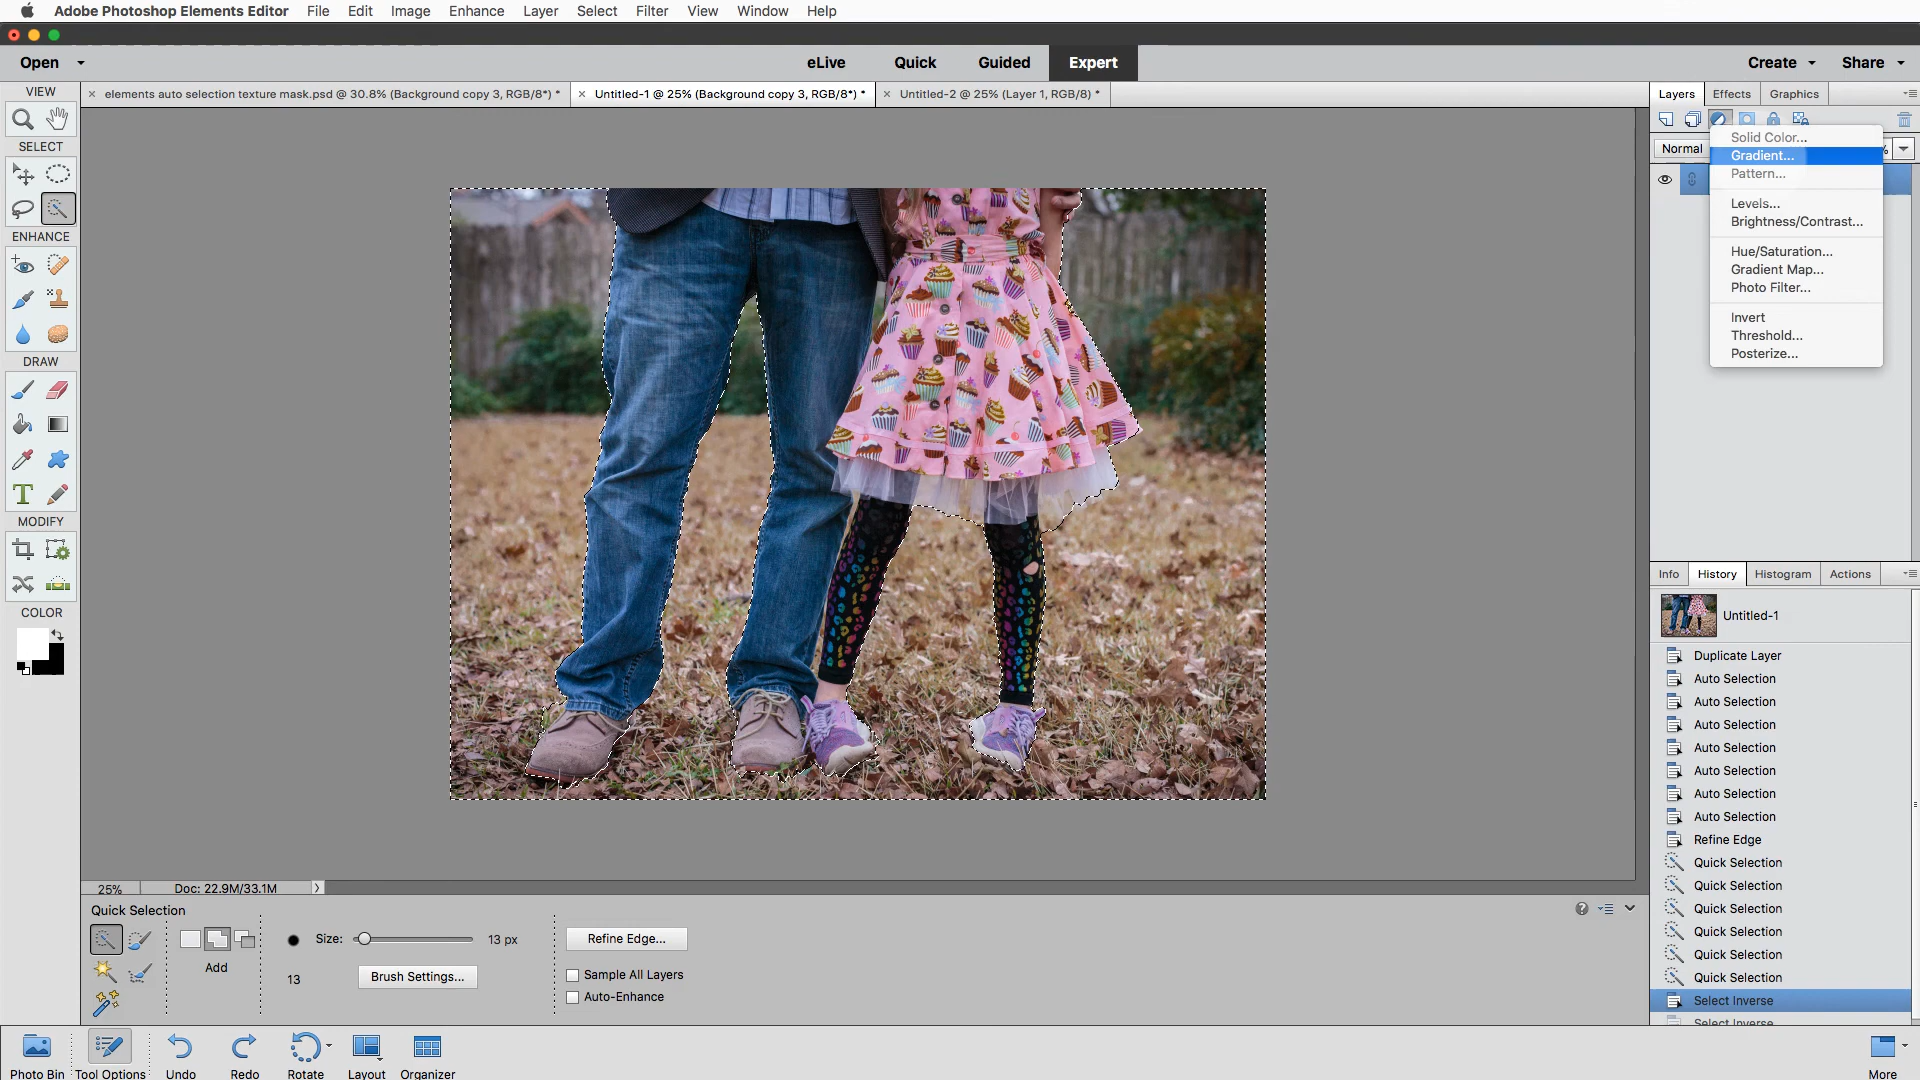 Adobe Photoshop Elements Editor File Edit Image Enhance Layer Select Filter View Window Help
Open eLive Quick Guided Expert Create Share
VIEW
elements auto selection texture mask.psd @ 30.8% (Background copy 3, RGB/8*) *
Untitled-1 @ 25% (Background copy 3, RGB/8*) *
Untitled-2 @ 25% (Layer 1, RGB/8) *
Layers Effects Graphics
SELECT
ENHANCE
DRAW
T
MODIFY
COLOR
Normal
%
Solid Color...
Gradient...
Pattern...
Levels...
Brightness/Contrast...
Hue/Saturation...
Gradient Map...
Photo Filter...
Invert
Threshold...
Posterize...
Info History Histogram Actions
Untitled-1
Duplicate Layer
Auto Selection
Auto Selection
Auto Selection
Auto Selection
Auto Selection
Auto Selection
Auto Selection
Refine Edge
Quick Selection
Quick Selection
Quick Selection
Quick Selection
Quick Selection
Quick Selection
Select Inverse
Select Inverse
25% Doc: 22.9M/33.1M
Quick Selection
Add
Size: 13 px
13
Brush Settings...
Refine Edge...
Sample All Layers
Auto-Enhance
Photo Bin Tool Options Undo Redo Rotate Layout Organizer More